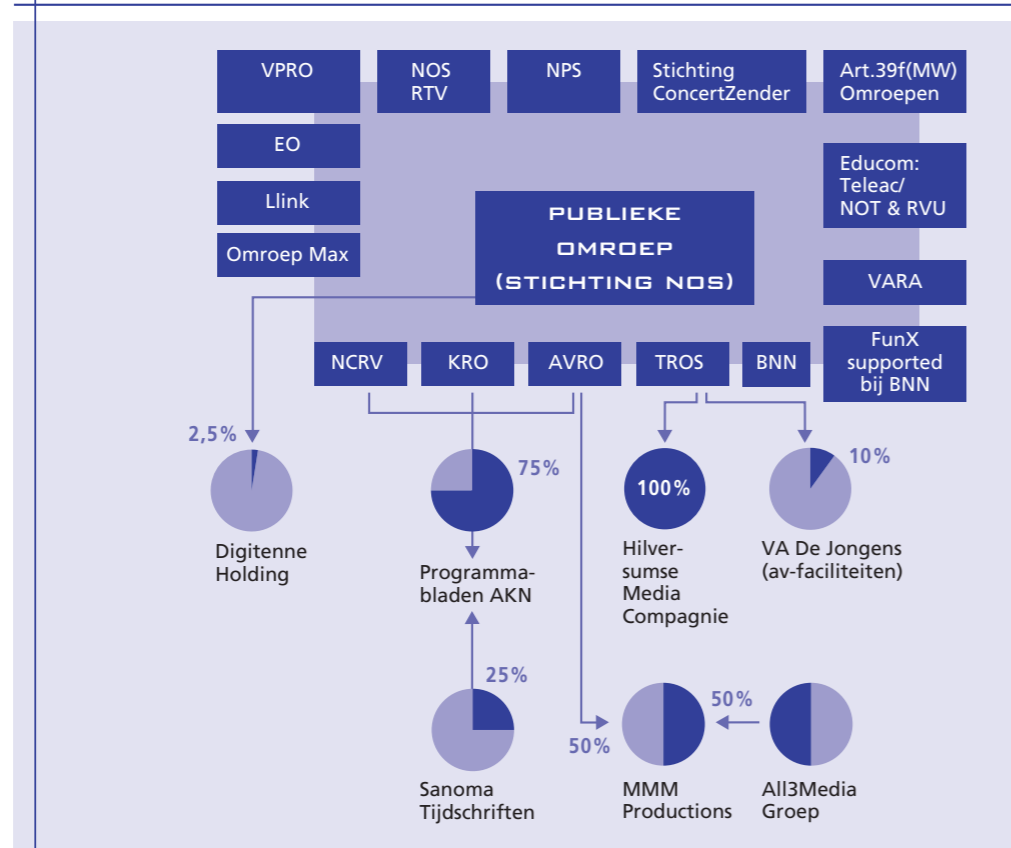 VPRO
NOS
RTV
NPS
Stichting
ConcertZender
Art.39f(MW)
Omroepen
EO
Llink
Omroep Max
Educom:
Teleac/
NOT & RVU
PUBLIEKE
OMROEP
(STICHTING NOS)
VARA
FunX
supported
bij BNN
NCRV
KRO
AVRO
TROS
BNN
2,5%
75%
100%
10%
Digitenne
Holding
Programma-
bladen AKN
Hilver-
sumse
Media
Compagnie
VA De Jongens
(av-faciliteiten)
25%
50%
50%
Sanoma
Tijdschriften
MMM
Productions
All3Media
Groep